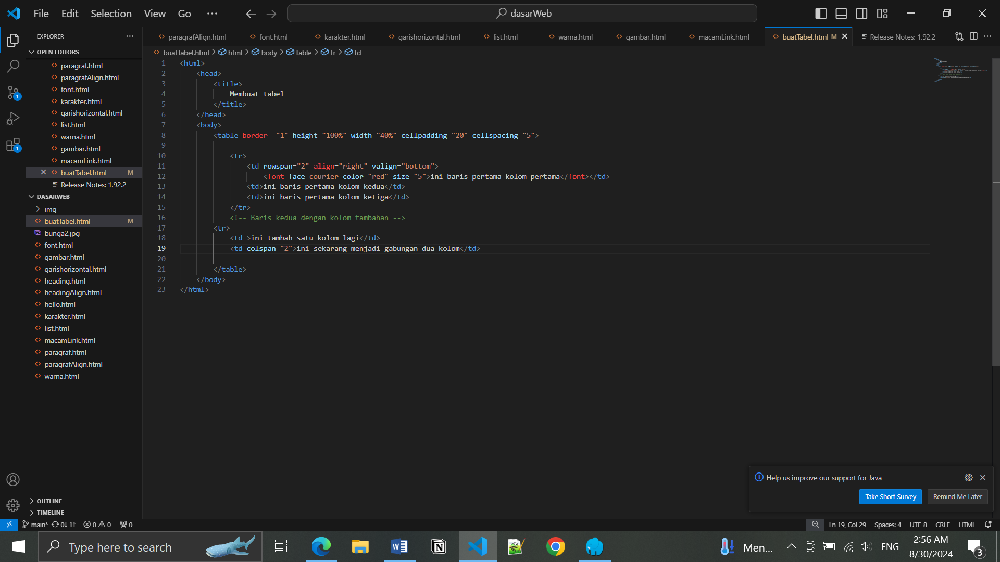 File Edit Selection View Go ··· dasarWeb
EXPLORER ···
OPEN EDITORS
paragraf.html
paragrafAlign.html
font.html
karakter.html
garishorizontal.html
list.html
warna.html
gambar.html
macamLink.html
buatTabel.html M
Release Notes: 1.92.2
DASARWEB
img
buatTabel.html M
bunga2.jpg
font.html
gambar.html
garishorizontal.html
heading.html
headingAlign.html
hello.html
karakter.html
list.html
macamLink.html
paragraf.html
paragrafAlign.html
warna.html
OUTLINE
TIMELINE
paragrafAlign.html font.html karakter.html garishorizontal.html list.html warna.html gambar.html macamLink.html buatTabel.html M Release Notes: 1.92.2 ···
buatTabel.html > html > body > table > tr > td
1 <html>
2 <head>
3 <title>
4 Membuat tabel
5 </title>
6 </head>
7 <body>
8 <table border ="1" height="100%" width="40%" cellpadding="20" cellspacing="5">
9
10 <tr>
11 <td rowspan="2" align="right" valign="bottom">
12 <font face=courier color="red" size="5">ini baris pertama kolom pertama</font></td>
13 <td>ini baris pertama kolom kedua</td>
14 <td>ini baris pertama kolom ketiga</td>
15 </tr>
16 <!-- Baris kedua dengan kolom tambahan -->
17 <tr>
18 <td >ini tambah satu kolom lagi</td>
19 <td colspan="2">ini sekarang menjadi gabungan dua kolom</td>
20
21 </table>
22 </body>
23 </html>
Help us improve our support for Java
Take Short Survey Remind Me Later
main* 0↓ 1↑ 0 0 0 Ln 19, Col 29 Spaces: 4 UTF-8 CRLF HTML
Type here to search Men... ENG 2:56 AM
8/30/2024 3